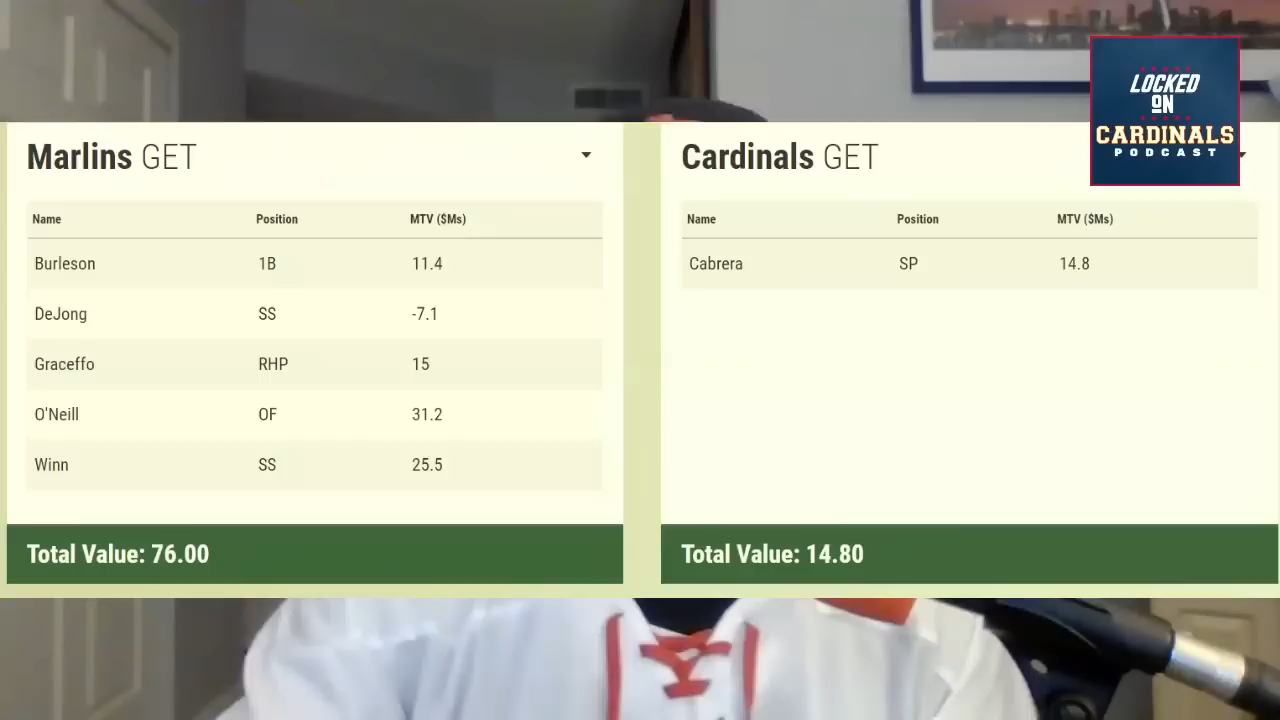 LOCKED
ON
CARDINALS
PODCAST
Marlins GET
Name Position MTV ($Ms)
Burleson 1B 11.4
DeJong SS -7.1
Graceffo RHP 15
O'Neill OF 31.2
Winn SS 25.5
Total Value: 76.00
Cardinals GET
Name Position MTV ($Ms)
Cabrera SP 14.8
Total Value: 14.80